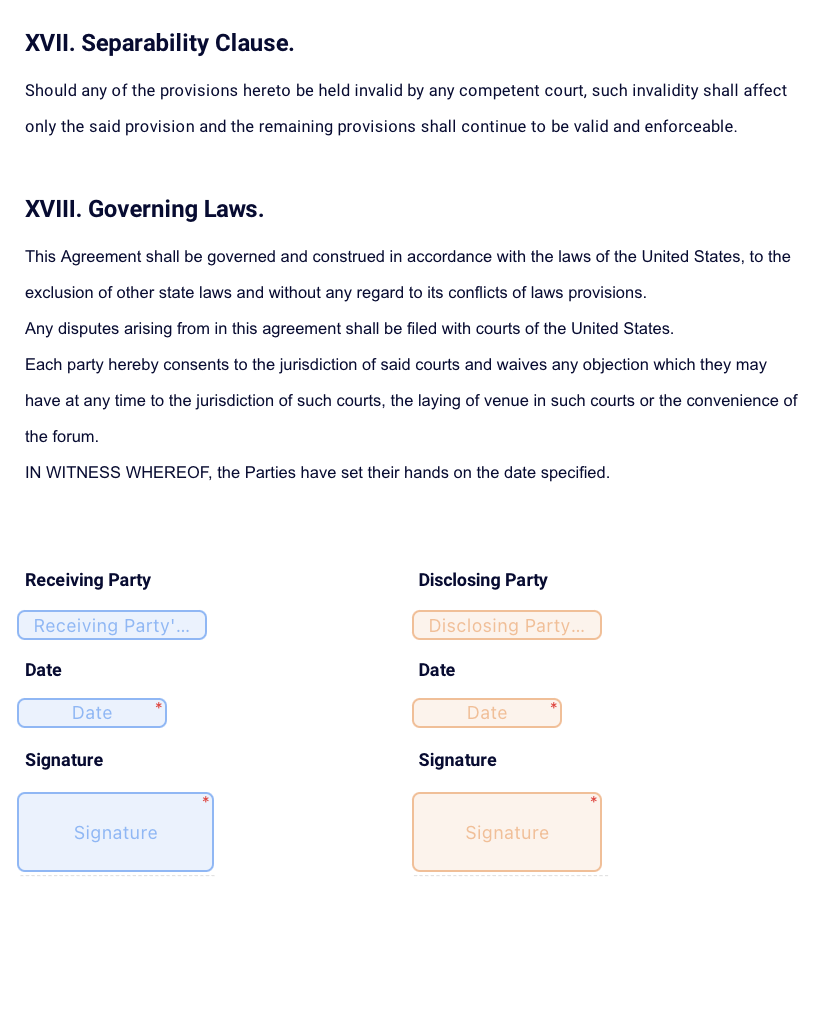 XVII. Separability Clause.
Should any of the provisions hereto be held invalid by any competent court, such invalidity shall affect
only the said provision and the remaining provisions shall continue to be valid and enforceable.
XVIII. Governing Laws.
This Agreement shall be governed and construed in accordance with the laws of the United States, to the
exclusion of other state laws and without any regard to its conflicts of laws provisions.
Any disputes arising from in this agreement shall be filed with courts of the United States.
Each party hereby consents to the jurisdiction of said courts and waives any objection which they may
have at any time to the jurisdiction of such courts, the laying of venue in such courts or the convenience of
the forum.
IN WITNESS WHEREOF, the Parties have set their hands on the date specified.
Receiving Party
Disclosing Party
Receiving Party'...
Disclosing Party...
Date
Date
Date *
Date *
Signature
Signature
Signature *
Signature *